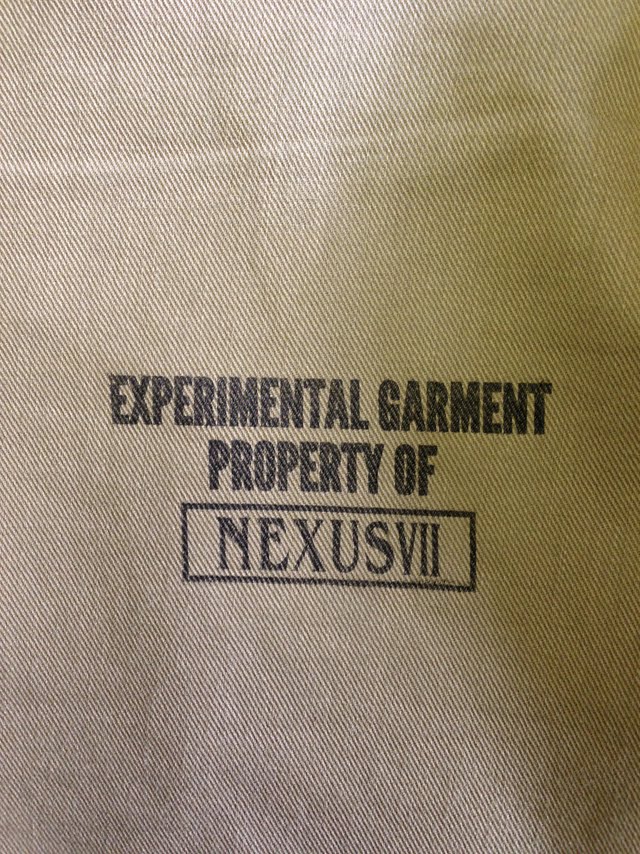 EXPERIMENTAL GARMENT
PROPERTY OF
NEXUSVII